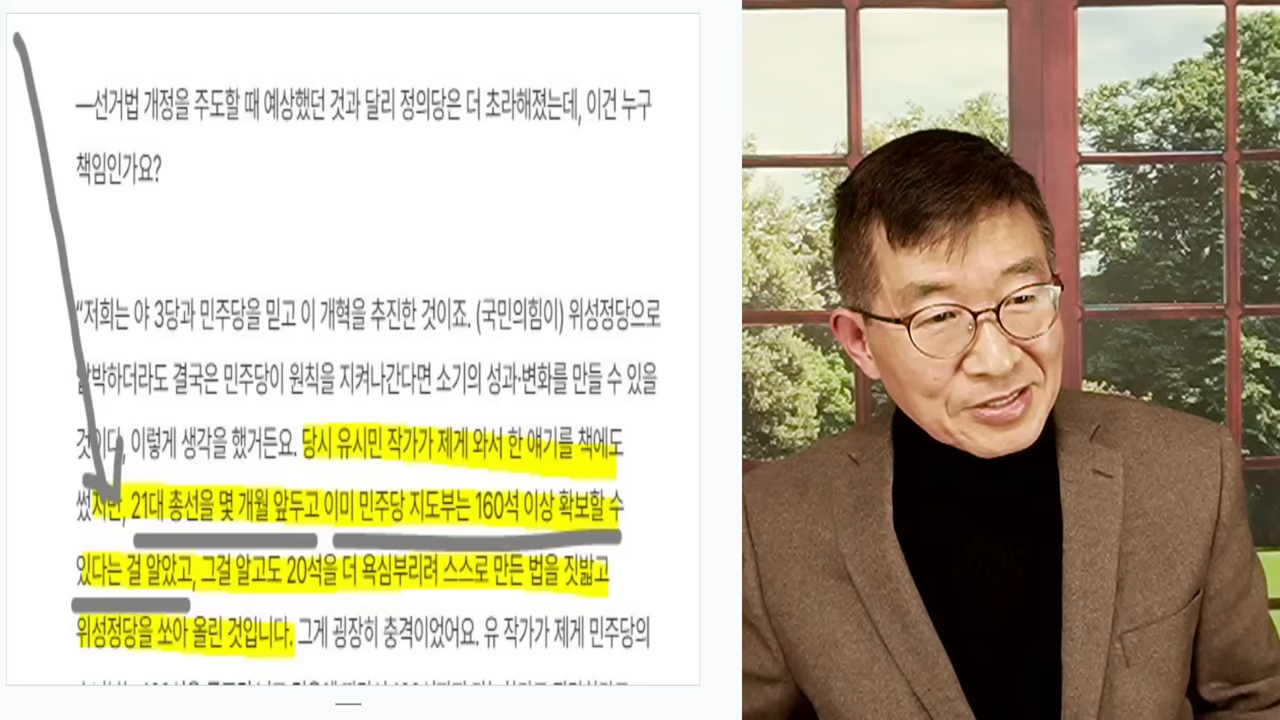 —선거법 개정을 주도할 때 예상했던 것과 달리 정의당은 더 초라해졌는데, 이건 누구
책임인가요?
“저희는 야 3당과 민주당을 믿고 이 개혁을 추진한 것이죠. (국민의힘이) 위성정당으로
압박하더라도 결국은 민주당이 원칙을 지켜나간다면 소기의 성과·변화를 만들 수 있을
것이다, 이렇게 생각을 했거든요. 당시 유시민 작가가 제게 와서 한 얘기를 책에도
썼지만, 21대 총선을 몇 개월 앞두고 이미 민주당 지도부는 160석 이상 확보할 수
있다는 걸 알았고, 그걸 알고도 20석을 더 욕심부리려 스스로 만든 법을 짓밟고
위성정당을 쏘아 올린 것입니다. 그게 굉장히 충격이었어요. 유 작가가 제게 민주당의